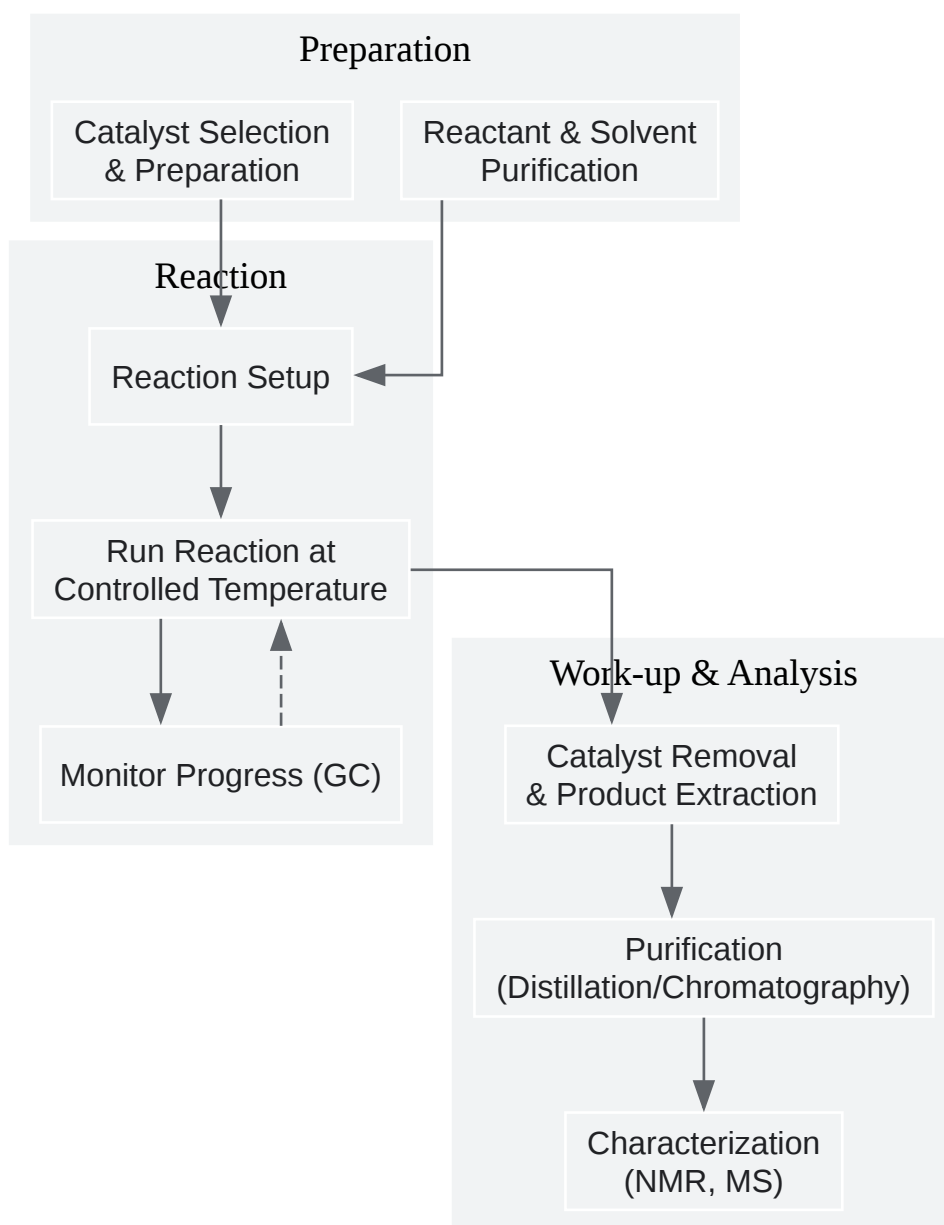 Preparation
Catalyst Selection
& Preparation
Reactant & Solvent
Purification
Reaction
Reaction Setup
Run Reaction at
Controlled Temperature
Monitor Progress (GC)
Work-up & Analysis
Catalyst Removal
& Product Extraction
Purification
(Distillation/Chromatography)
Characterization
(NMR, MS)